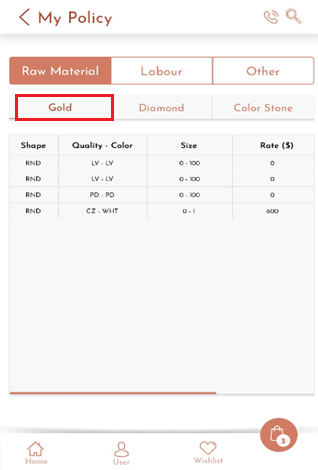 My Policy
Raw Material Labour Other
Gold Diamond Color Stone
Shape Quality - Color Size Rate ($)
RND LV - LV 0 - 100 0
RND LV - LV 0 - 100 0
RND PD - PD 0 - 100 0
RND CZ - WHT 0 - 1 600
3
Home User Wishlist